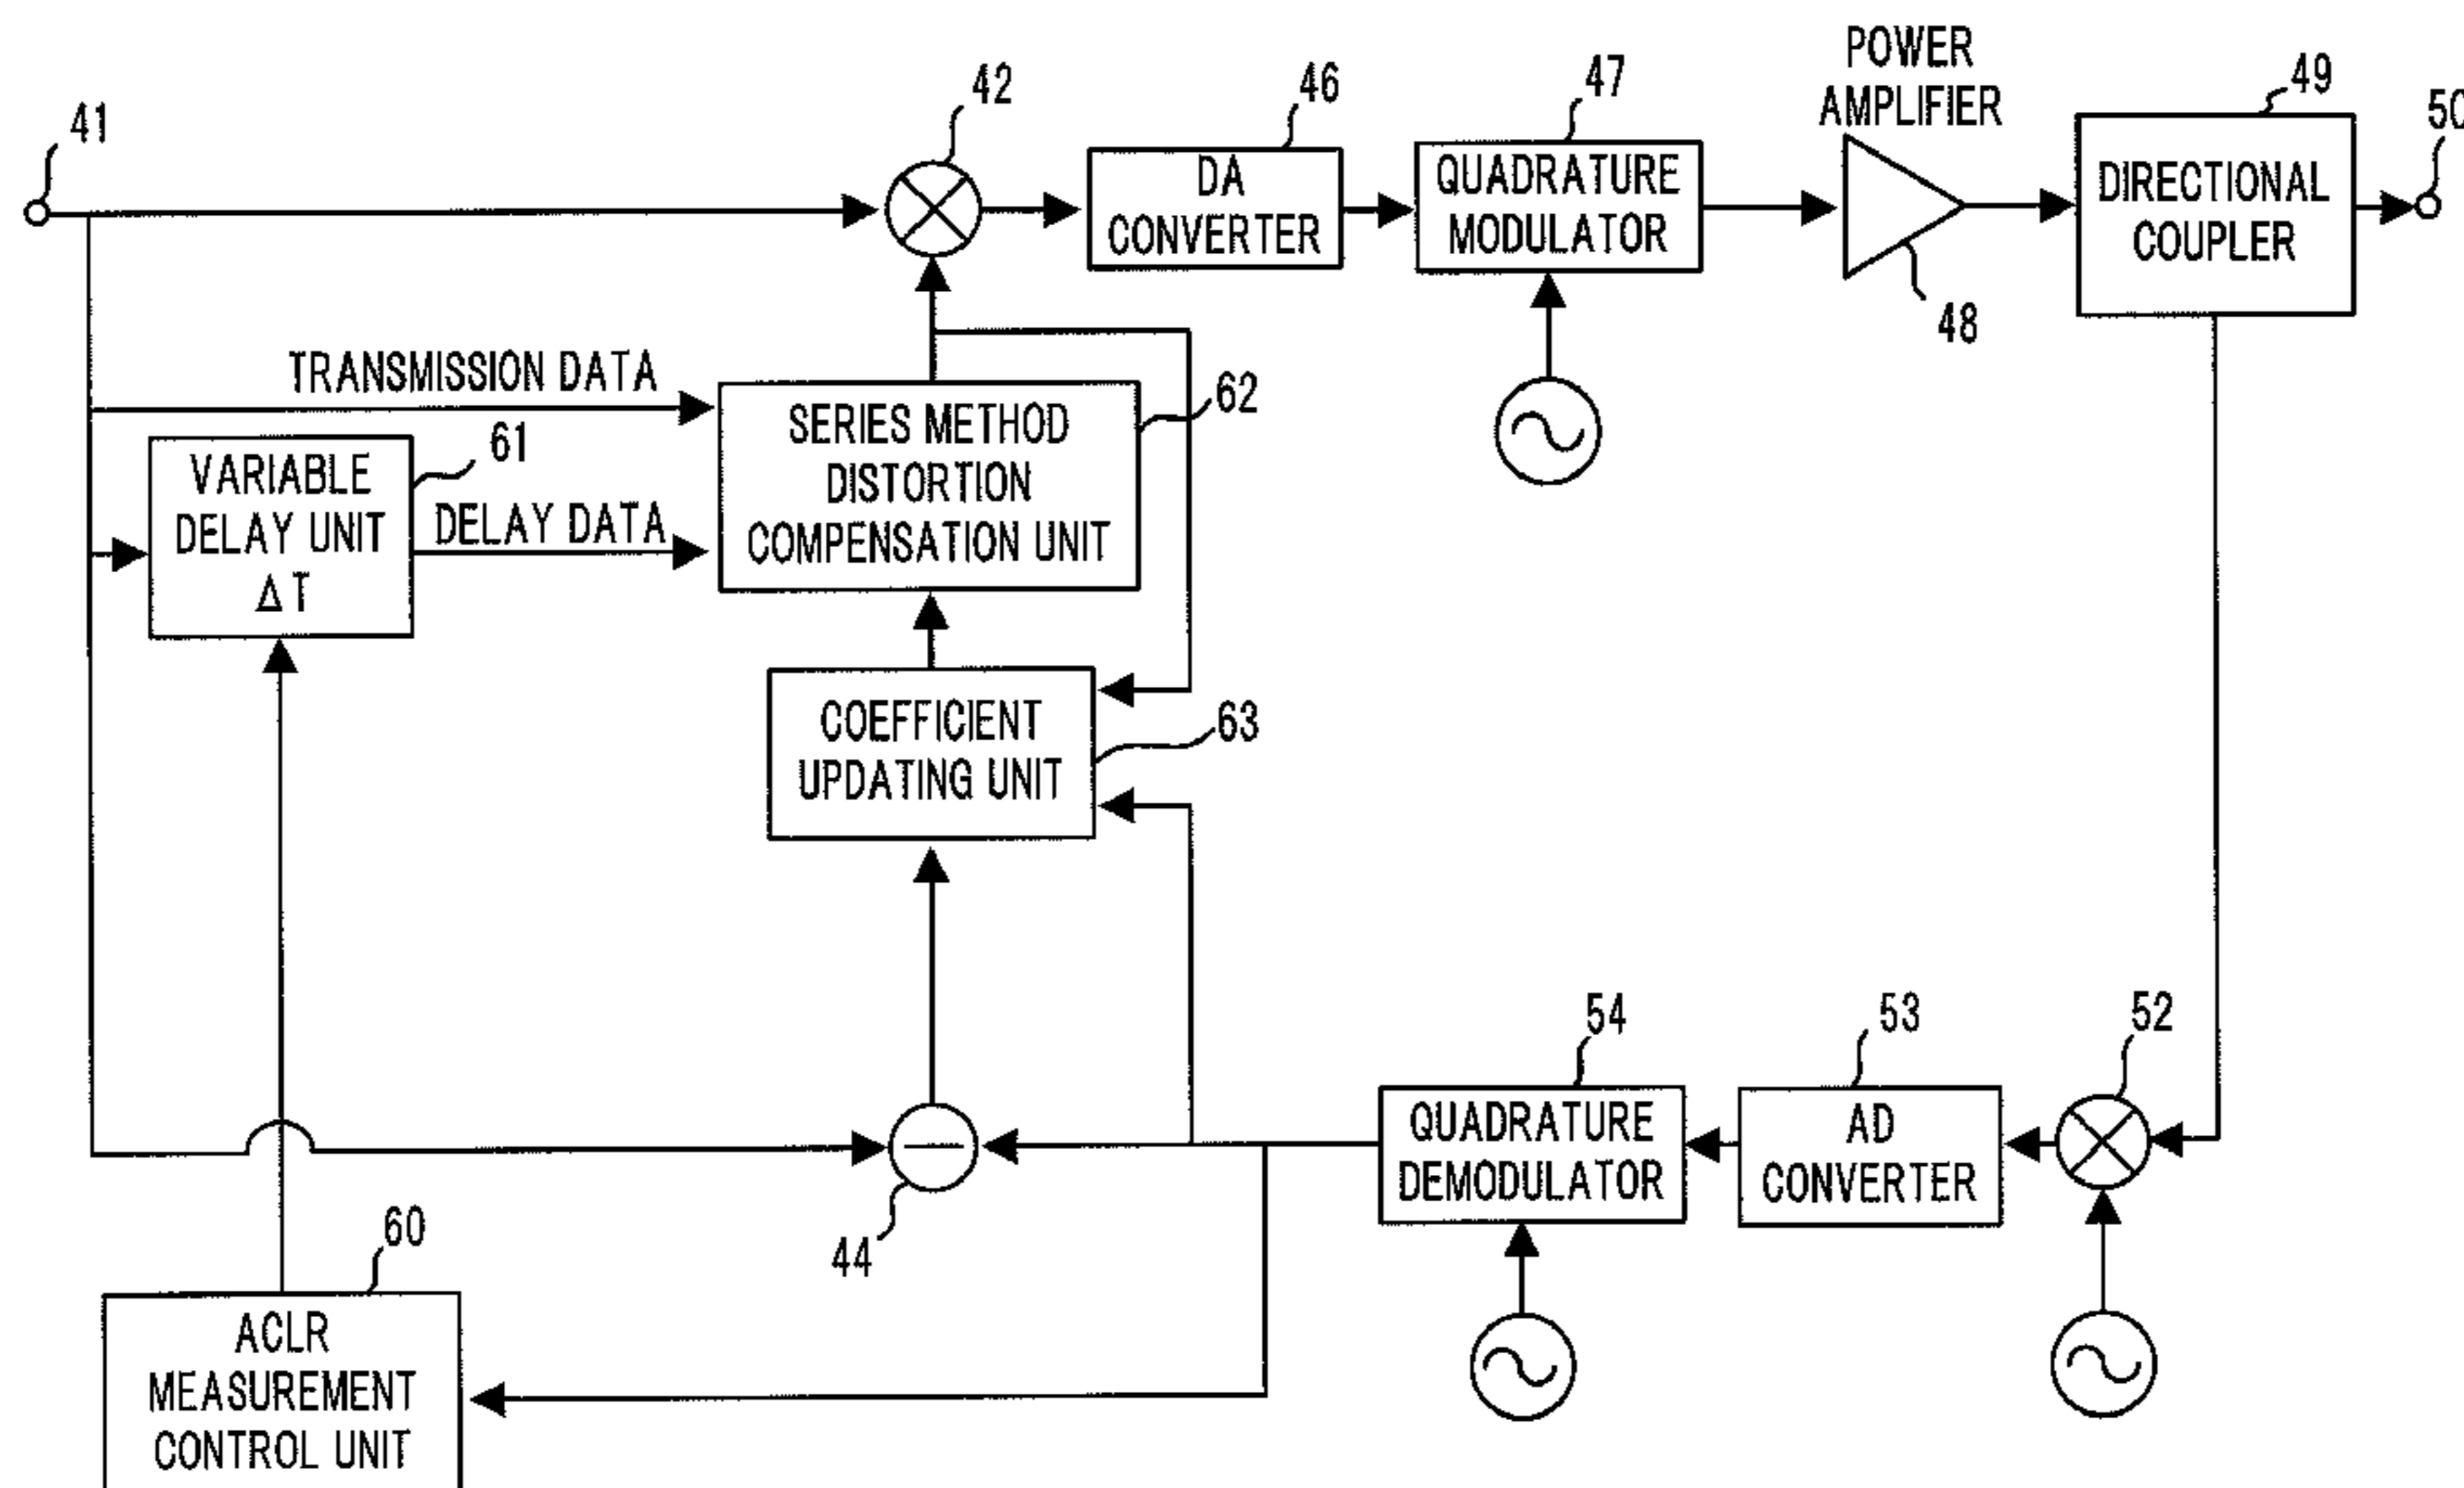 POWER
AMPLIFIER
41
42
46
47
49
50
DA
CONVERTER
QUADRATURE
MODULATOR
48
DIRECTIONAL
COUPLER
TRANSMISSION DATA
62
SERIES METHOD
DISTORTION
COMPENSATION UNIT
61
VARIABLE
DELAY UNIT
ΔT
DELAY DATA
COEFFICIENT
UPDATING UNIT
63
54
53
52
QUADRATURE
DEMODULATOR
AD
CONVERTER
44
60
ACLR
MEASUREMENT
CONTROL UNIT